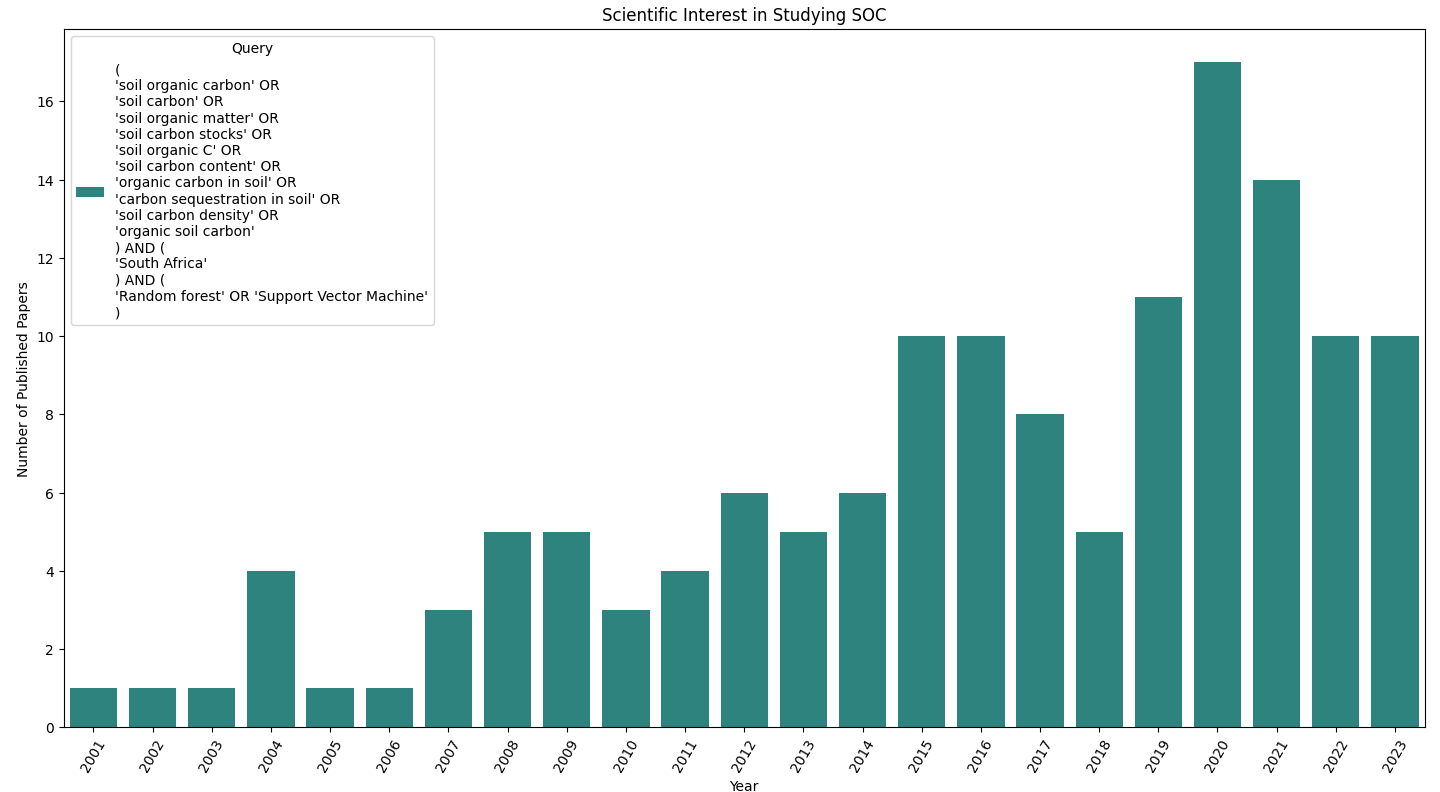 Scientific Interest in Studying SOC
Query
(
'soil organic carbon' OR
'soil carbon' OR
'soil organic matter' OR
'soil carbon stocks' OR
'soil organic C' OR
'soil carbon content' OR
'organic carbon in soil' OR
'carbon sequestration in soil' OR
'soil carbon density' OR
'organic soil carbon'
) AND (
'South Africa'
) AND (
'Random forest' OR 'Support Vector Machine'
)
Number of Published Papers
16
14
12
10
8
6
4
2
0
2001
2002
2003
2004
2005
2006
2007
2008
2009
2010
2011
2012
2013
2014
2015
2016
2017
2018
2019
2020
2021
2022
2023
Year